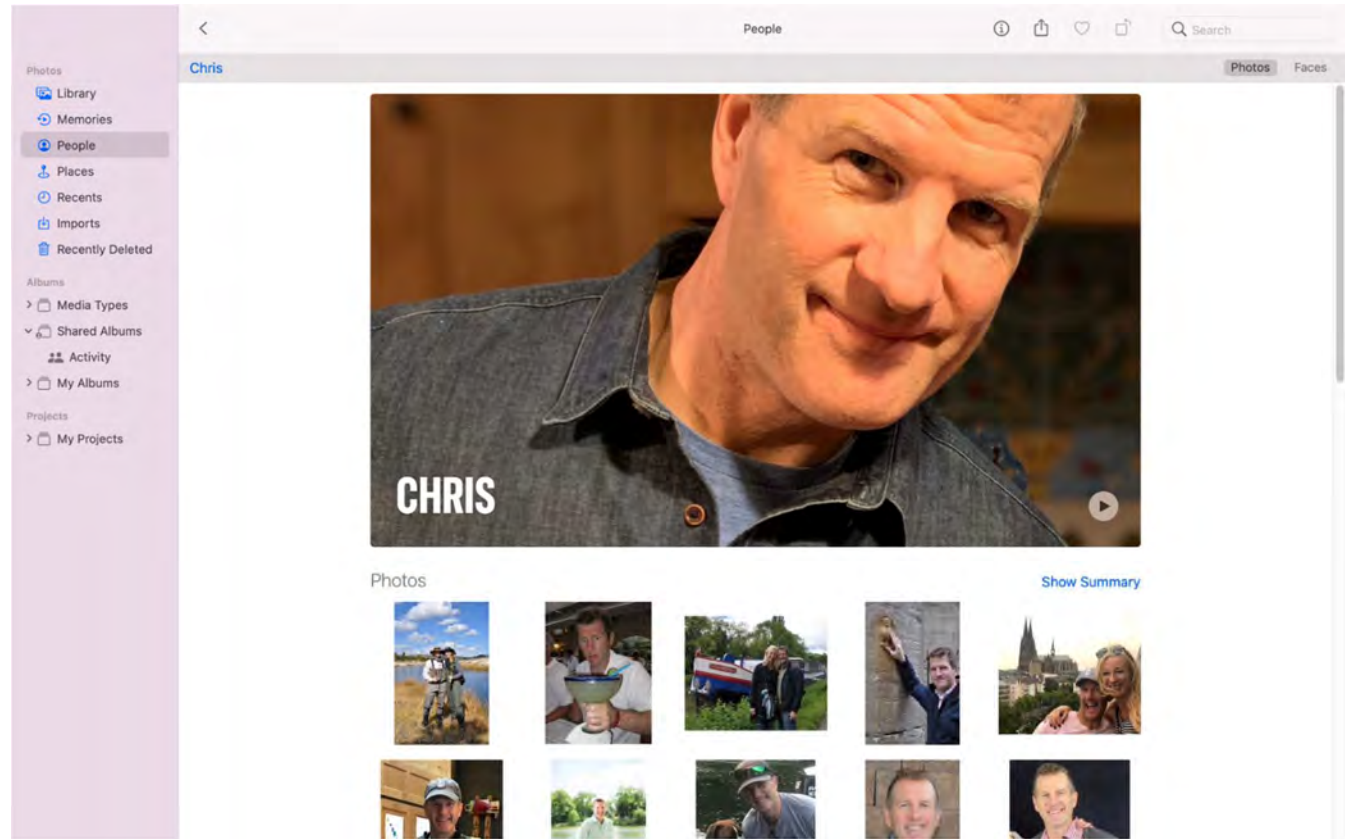 People
Search
Chris
Photos
Faces
Photos
Library
Memories
People
Places
Recents
Imports
Recently Deleted
Albums
Media Types
Shared Albums
Activity
My Albums
Projects
My Projects
CHRIS
Photos
Show Summary